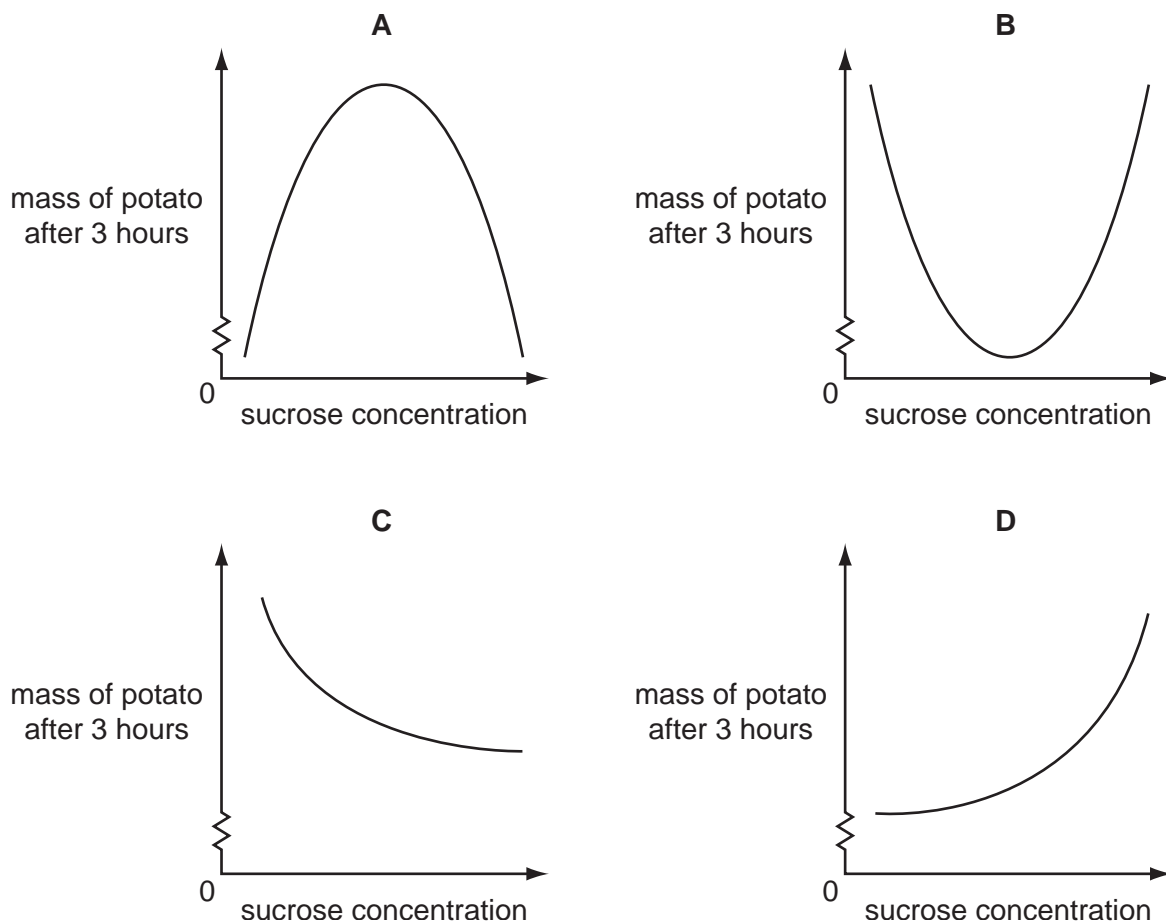 A
mass of potato
after 3 hours
0
sucrose concentration
B
mass of potato
after 3 hours
0
sucrose concentration
C
mass of potato
after 3 hours
0
sucrose concentration
D
mass of potato
after 3 hours
0
sucrose concentration